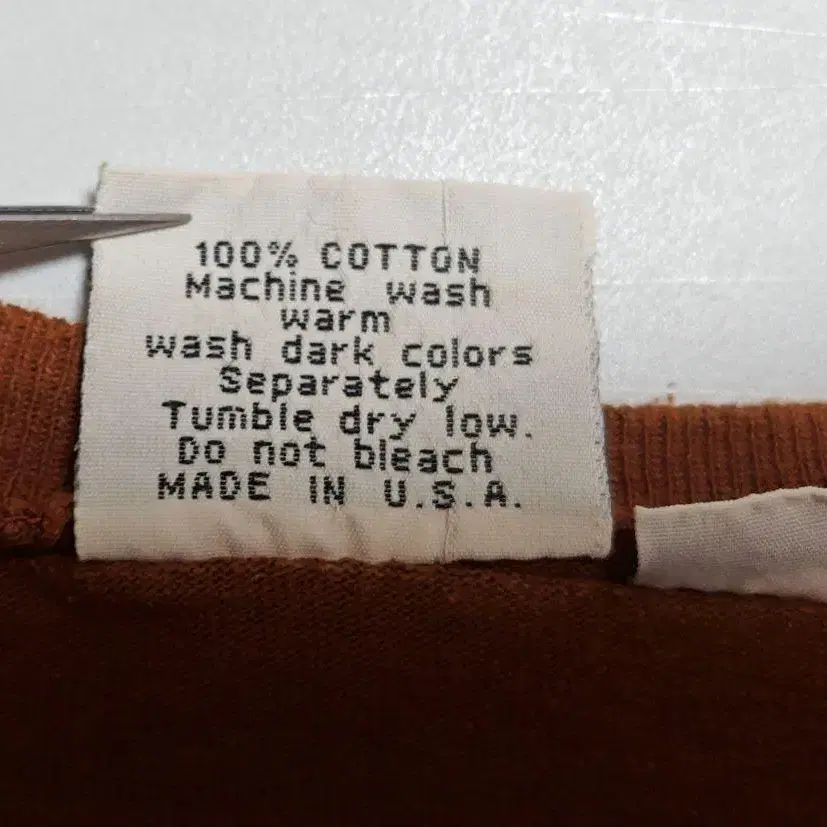 100% COTTON
Machine wash
warm
wash dark colors
Separately
Tumble dry low.
Do not bleach
MADE IN U.S.A.